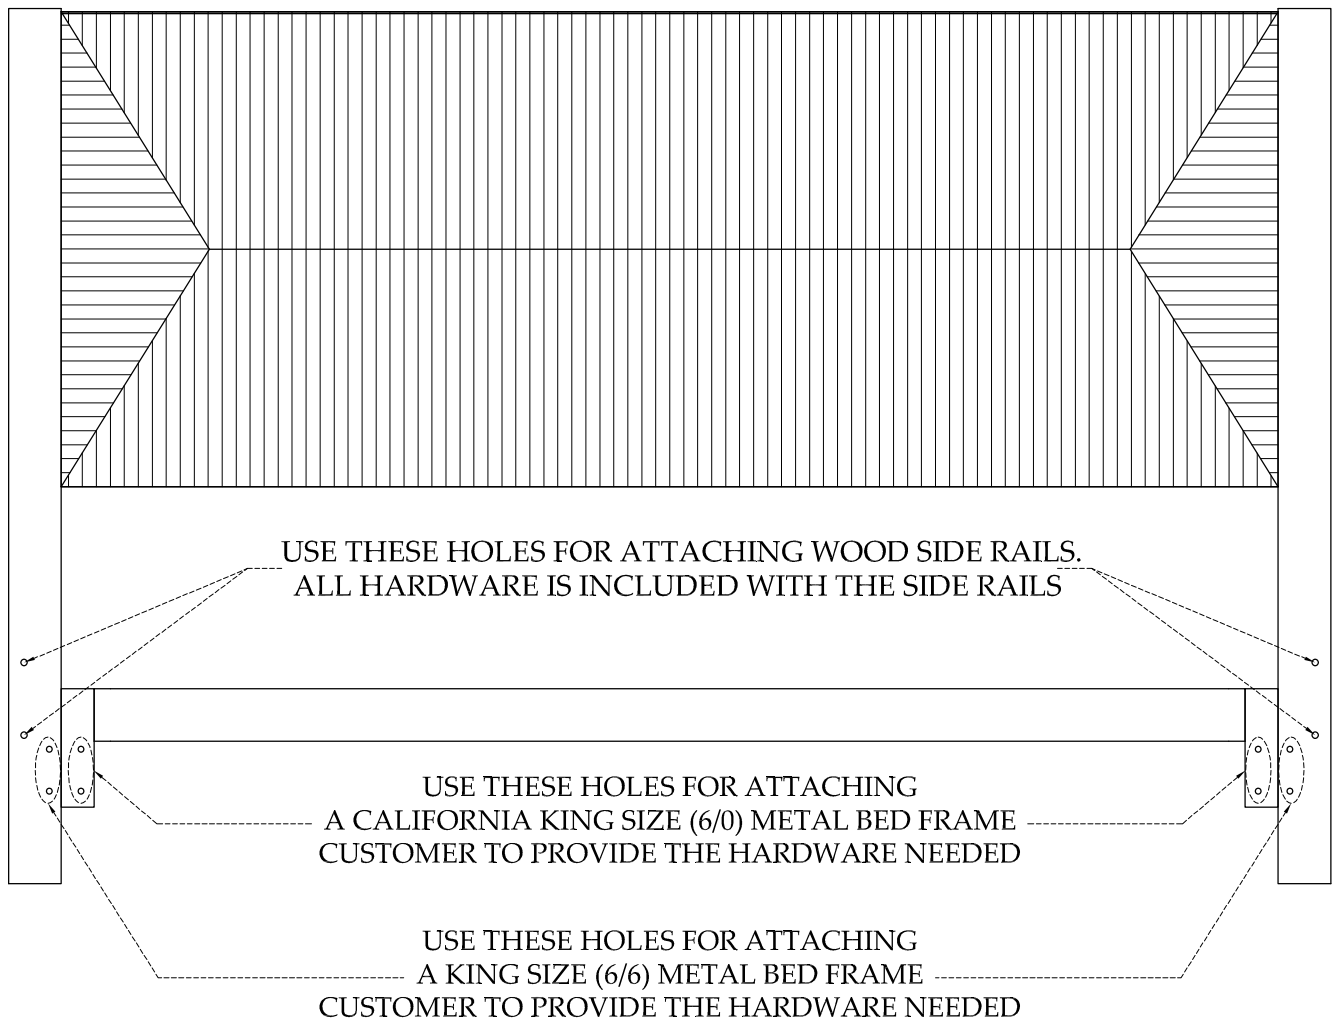 USE THESE HOLES FOR ATTACHING WOOD SIDE RAILS.
ALL HARDWARE IS INCLUDED WITH THE SIDE RAILS
USE THESE HOLES FOR ATTACHING
A CALIFORNIA KING SIZE (6/0) METAL BED FRAME
CUSTOMER TO PROVIDE THE HARDWARE NEEDED
USE THESE HOLES FOR ATTACHING
A KING SIZE (6/6) METAL BED FRAME
CUSTOMER TO PROVIDE THE HARDWARE NEEDED